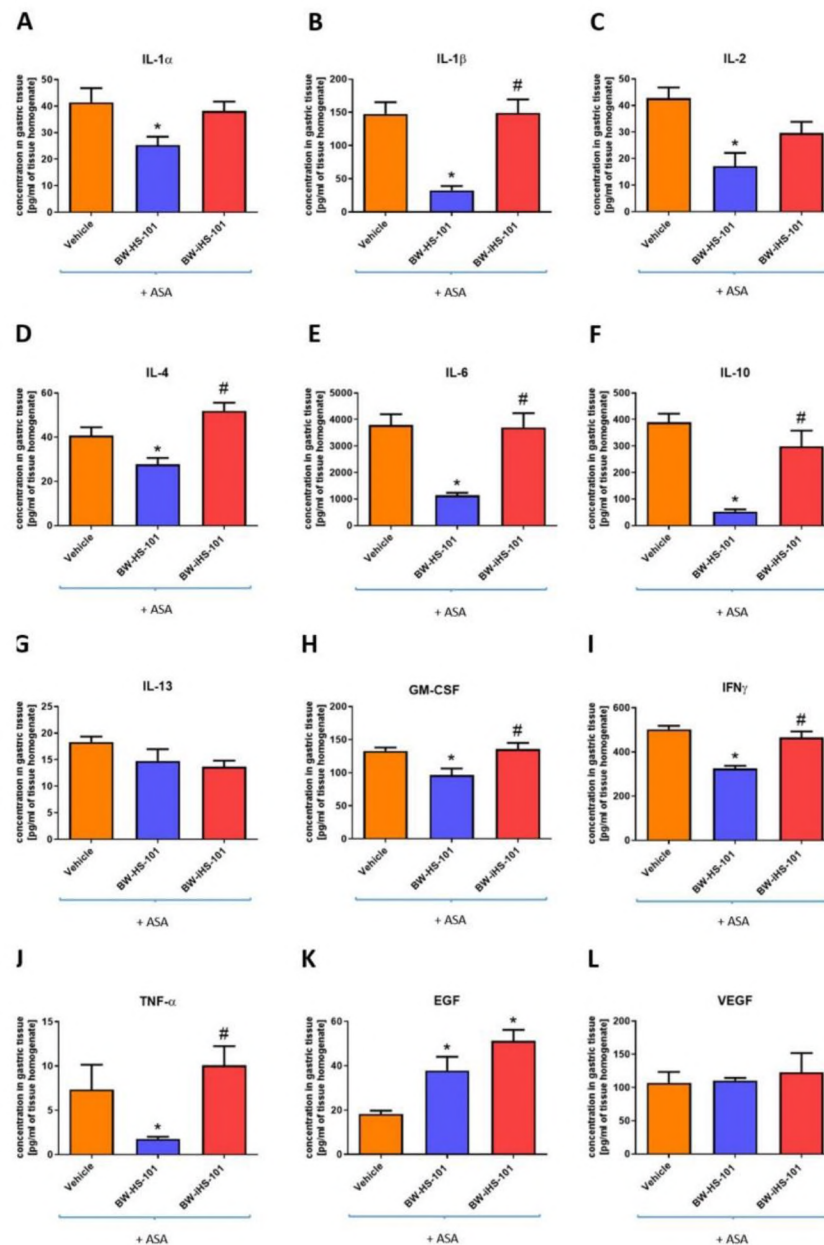 A
IL-1α
concentration in gastric tissue
[pg/ml of tissue homogenate]
50
40
30
20
10
0
*
Vehicle
BW-HS-101
BW-iHS-101
+ ASA
B
IL-1β
concentration in gastric tissue
[pg/ml of tissue homogenate]
200
150
100
50
0
*
#
Vehicle
BW-HS-101
BW-iHS-101
+ ASA
C
IL-2
concentration in gastric tissue
[pg/ml of tissue homogenate]
50
40
30
20
10
0
*
Vehicle
BW-HS-101
BW-iHS-101
+ ASA
D
IL-4
concentration in gastric tissue
[pg/ml of tissue homogenate]
60
40
20
0
*
#
Vehicle
BW-HS-101
BW-iHS-101
+ ASA
E
IL-6
concentration in gastric tissue
[pg/ml of tissue homogenate]
5000
4000
3000
2000
1000
0
*
#
Vehicle
BW-HS-101
BW-iHS-101
+ ASA
F
IL-10
concentration in gastric tissue
[pg/ml of tissue homogenate]
500
400
300
200
100
0
*
#
Vehicle
BW-HS-101
BW-iHS-101
+ ASA
G
IL-13
concentration in gastric tissue
[pg/ml of tissue homogenate]
25
20
15
10
5
0
Vehicle
BW-HS-101
BW-iHS-101
+ ASA
H
GM-CSF
concentration in gastric tissue
[pg/ml of tissue homogenate]
200
150
100
50
0
*
#
Vehicle
BW-HS-101
BW-iHS-101
+ ASA
I
IFNγ
concentration in gastric tissue
[pg/ml of tissue homogenate]
600
400
200
0
*
#
Vehicle
BW-HS-101
BW-iHS-101
+ ASA
J
TNF-α
concentration in gastric tissue
[pg/ml of tissue homogenate]
15
10
5
0
*
#
Vehicle
BW-HS-101
BW-iHS-101
+ ASA
K
EGF
concentration in gastric tissue
[pg/ml of tissue homogenate]
60
40
20
0
*
*
Vehicle
BW-HS-101
BW-iHS-101
+ ASA
L
VEGF
concentration in gastric tissue
[pg/ml of tissue homogenate]
200
150
100
50
0
Vehicle
BW-HS-101
BW-iHS-101
+ ASA